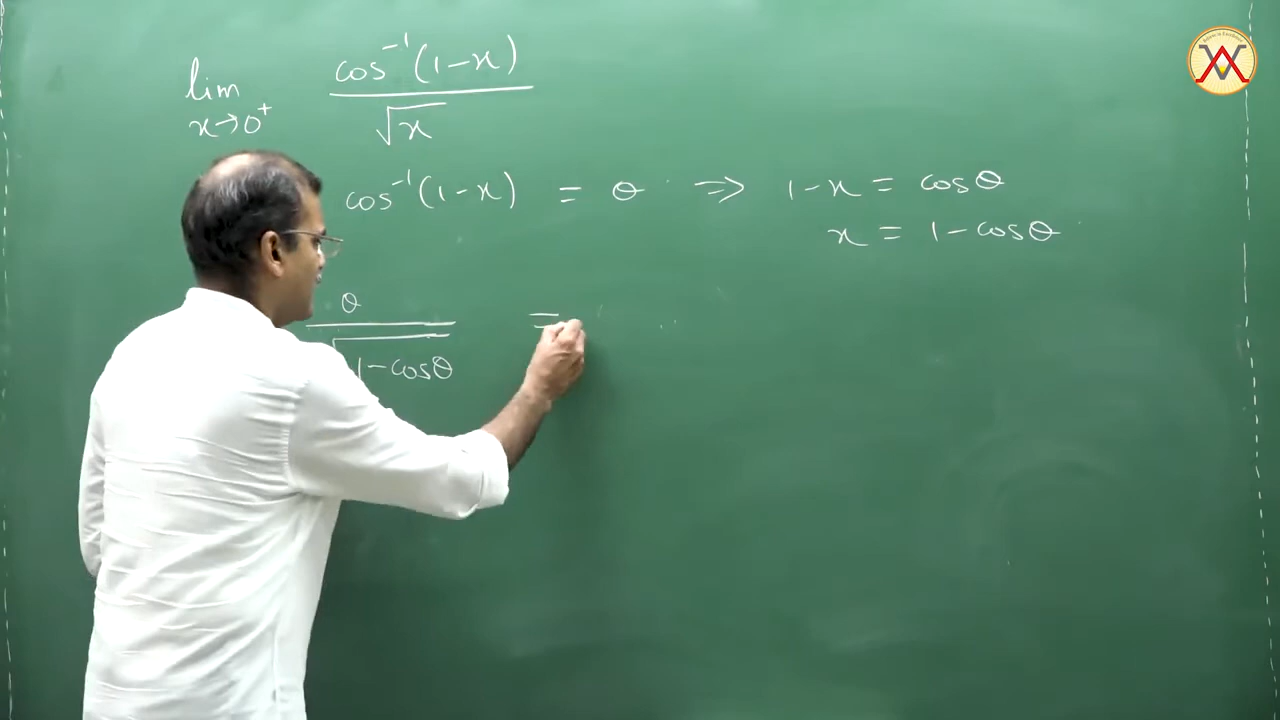 lim x→0⁺ cos⁻¹(1-x) / √x
cos⁻¹(1-x) = θ ⇒ 1-x = cosθ
x = 1-cosθ
θ / √1-cosθ =